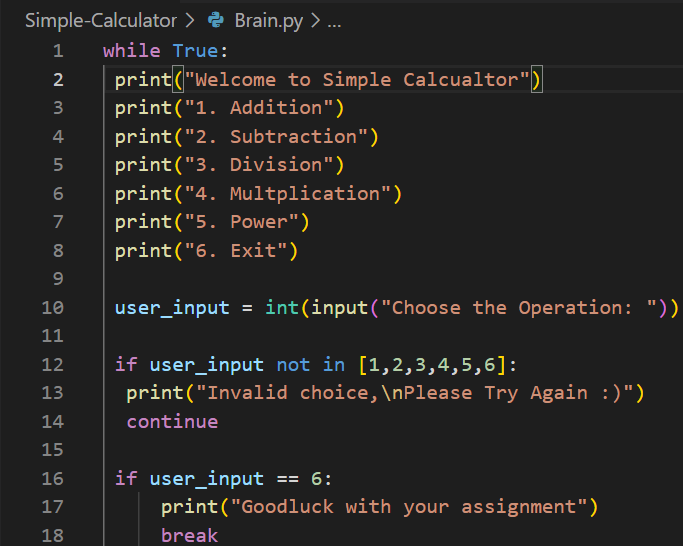 Simple-Calculator > Brain.py > ...
1 while True:
2  print("Welcome to Simple Calcualtor")
3  print("1. Addition")
4  print("2. Subtraction")
5  print("3. Division")
6  print("4. Multplication")
7  print("5. Power")
8  print("6. Exit")
9
10  user_input = int(input("Choose the Operation: "))
11
12  if user_input not in [1,2,3,4,5,6]:
13   print("Invalid choice,\nPlease Try Again :)")
14   continue
15
16  if user_input == 6:
17      print("Goodluck with your assignment")
18      break